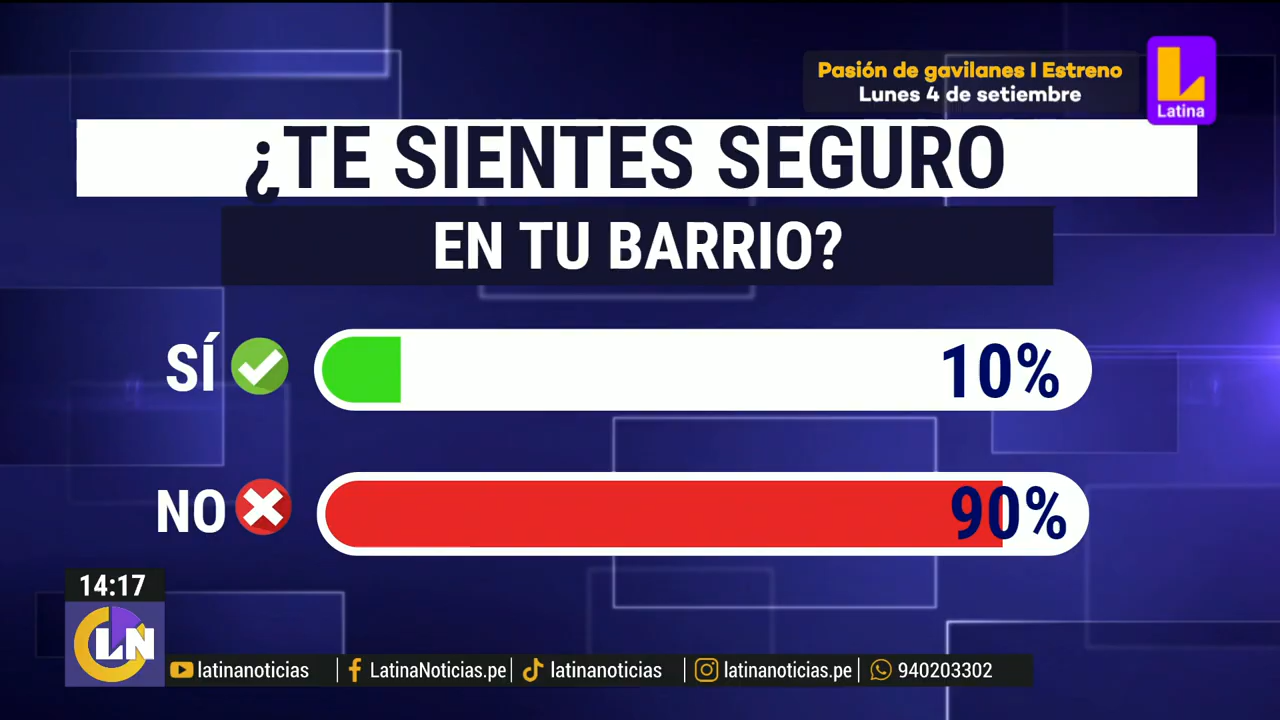 Pasión de gavilanes I Estreno
Lunes 4 de setiembre
Latina
¿TE SIENTES SEGURO
EN TU BARRIO?
SÍ 10%
NO 90%
14:17
LN
latinanoticias | LatinaNoticias.pe | latinanoticias | latinanoticias.pe | 940203302